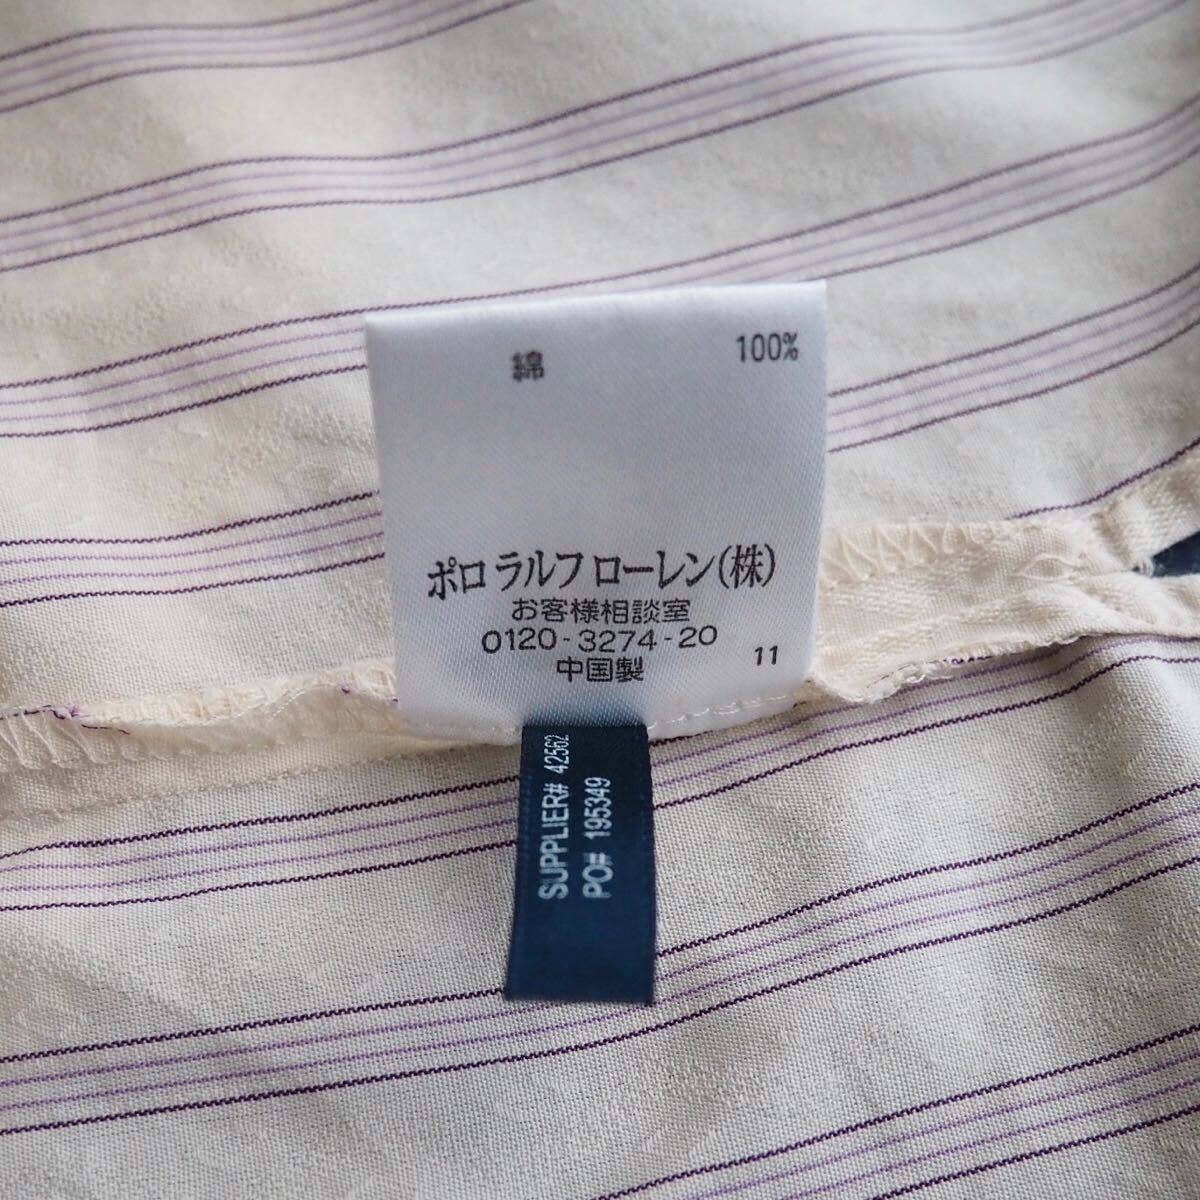 綿 100%
ポロ ラルフ ローレン(株)
お客様相談室
0120-3274-20
中国製 11
SUPPLIER# 42562
PO# 195349